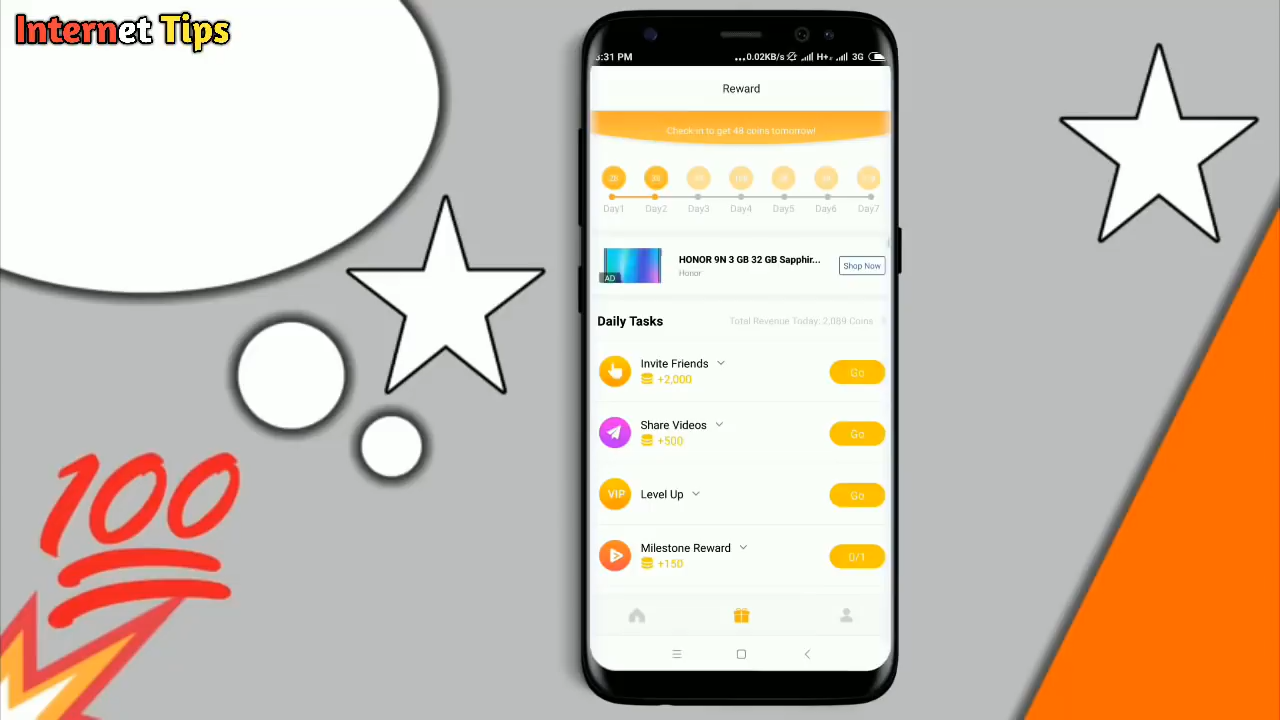 Internet Tips
:31 PM
...0.02KB/s H+ 3G
Reward
Check-in to get 48 coins tomorrow!
Day1 Day2 Day3 Day4 Day5 Day6 Day7
HONOR 9N 3 GB 32 GB Sapphir...
Honor
AD
Shop Now
Daily Tasks
Total Revenue Today: 2,089 Coins
Invite Friends
+2,000
Go
Share Videos
+500
Go
VIP
Level Up
Go
Milestone Reward
+150
0/1
100